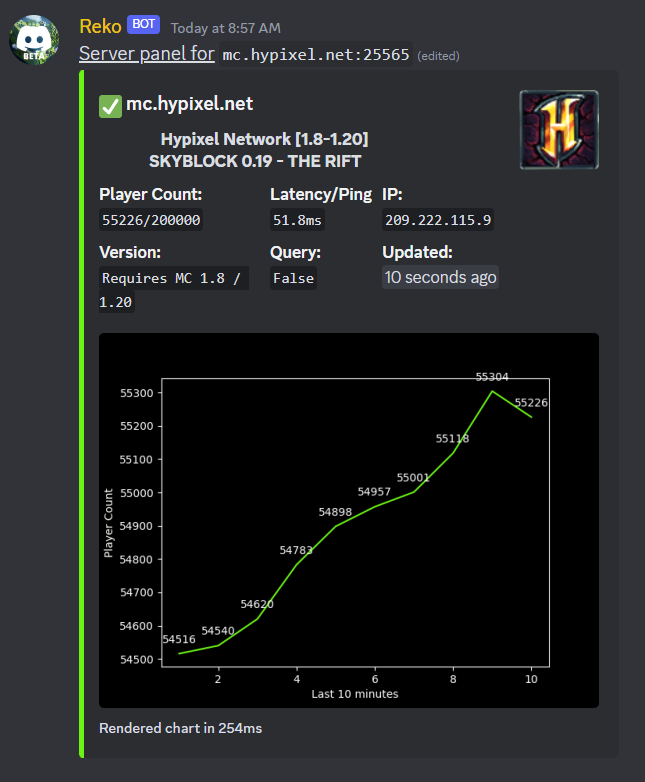 Reko BOT Today at 8:57 AM
Server panel for mc.hypixel.net:25565 (edited)
BETA
mc.hypixel.net
H
Hypixel Network [1.8-1.20]
SKYBLOCK 0.19 - THE RIFT
Player Count: Latency/Ping IP:
55226/200000 51.8ms 209.222.115.9
Version: Query: Updated:
Requires MC 1.8 / False 10 seconds ago
1.20
55304
55300
55226
55200
55118
55100
55001
55000
54957
54898
54900
Player Count
54783
54800
54700
54620
54600
54540
54516
54500
2 4 6 8 10
Last 10 minutes
Rendered chart in 254ms